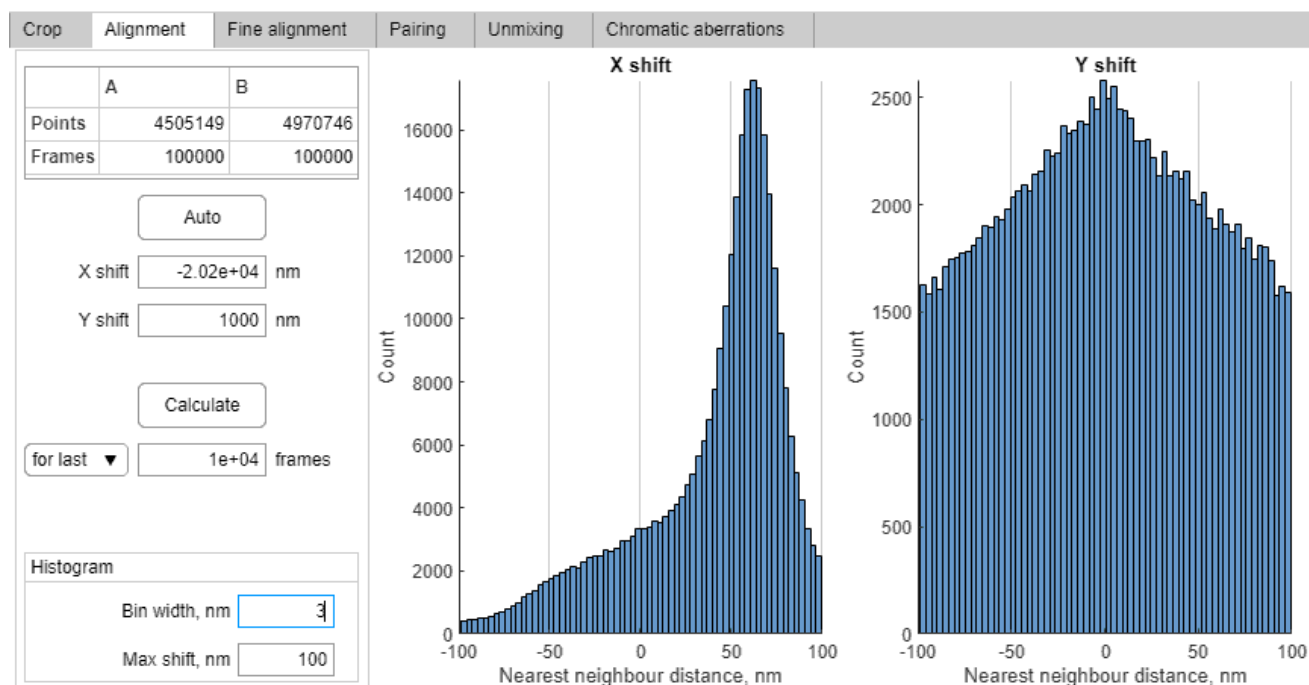 Crop Alignment Fine alignment Pairing Unmixing Chromatic aberrations
A B
Points 4505149 4970746
Frames 100000 100000
Auto
X shift -2.02e+04 nm
Y shift 1000 nm
Calculate
for last ▼ 1e+04 frames
Histogram
Bin width, nm 3
Max shift, nm 100
X shift
Count
16000
14000
12000
10000
8000
6000
4000
2000
0
-100 -50 0 50 100
Nearest neighbour distance, nm
Y shift
Count
2500
2000
1500
1000
500
0
-100 -50 0 50 100
Nearest neighbour distance, nm